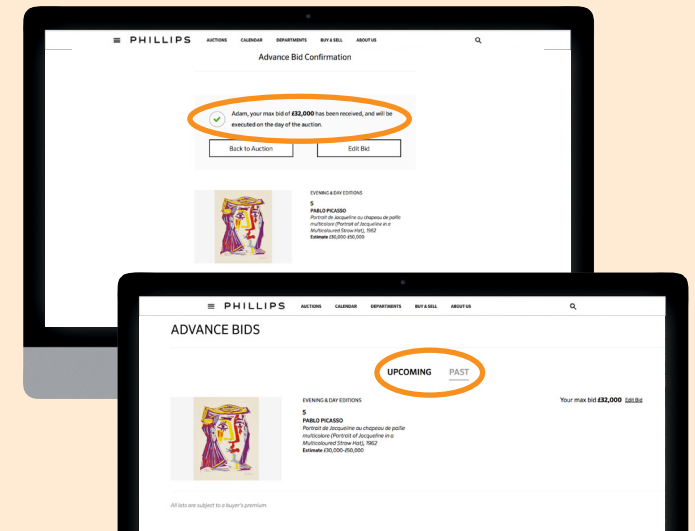 PHILLIPS AUCTIONS CALENDAR DEPARTMENTS BUY & SELL ABOUT US
Advance Bid Confirmation
Adam, your max bid of £32,000 has been received, and will be
executed on the day of the auction.
Back to Auction Edit Bid
EVENING & DAY EDITIONS
5
PABLO PICASSO
Portrait de Jacqueline au chapeau de paille
multicolore (Portrait of Jacqueline in a
Multicoloured Straw Hat), 1962
Estimate £30,000-£50,000
PHILLIPS AUCTIONS CALENDAR DEPARTMENTS BUY & SELL ABOUT US
ADVANCE BIDS
UPCOMING PAST
EVENING & DAY EDITIONS
5
PABLO PICASSO
Portrait de Jacqueline au chapeau de paille
multicolore (Portrait of Jacqueline in a
Multicoloured Straw Hat), 1962
Estimate £30,000-£50,000
Your max bid £32,000 Edit Bid
All lots are subject to a buyer's premium.